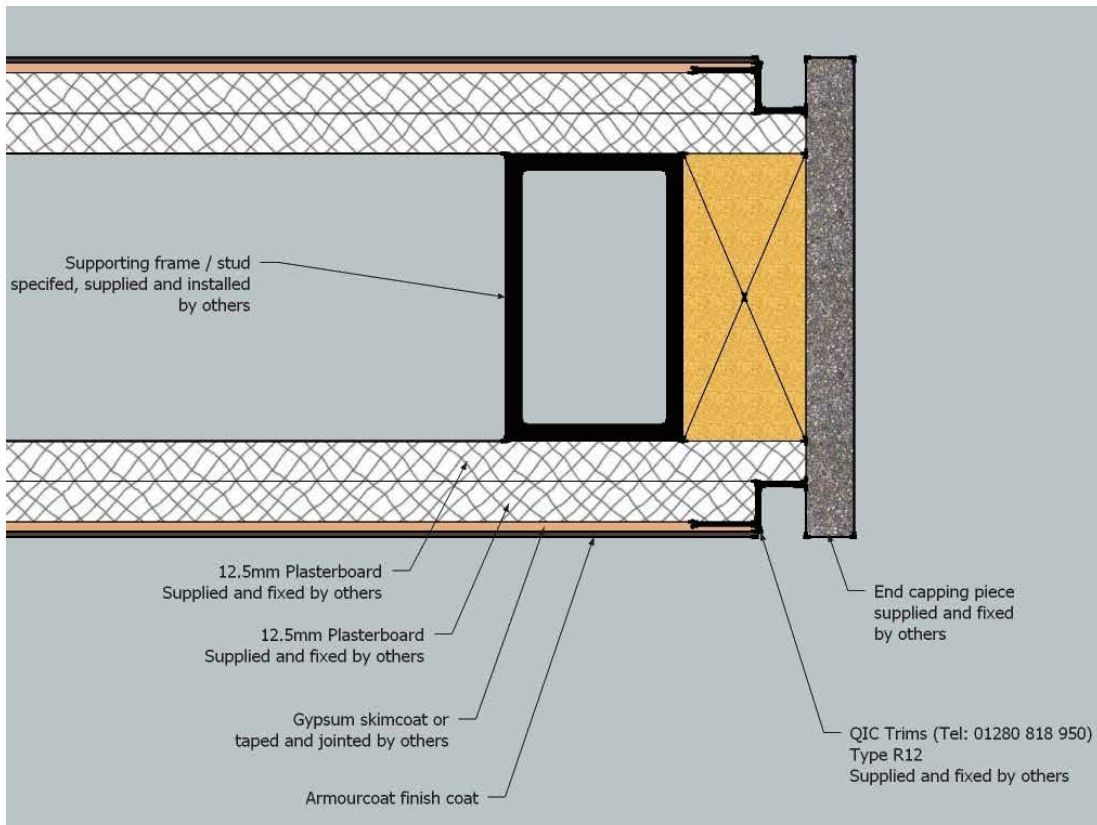 Supporting frame / stud
specifed, supplied and installed
by others
12.5mm Plasterboard
Supplied and fixed by others
12.5mm Plasterboard
Supplied and fixed by others
Gypsum skimcoat or
taped and jointed by others
Armourcoat finish coat
End capping piece
supplied and fixed
by others
QIC Trims (Tel: 01280 818 950)
Type R12
Supplied and fixed by others